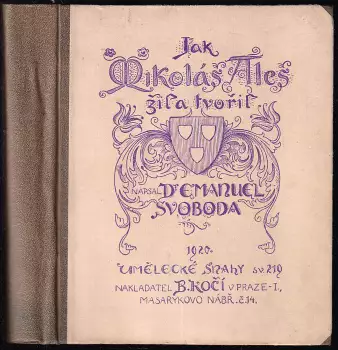 Jak
Mikoláš Aleš
žil a tvořil
NAPSAL Dr EMANUEL
SVOBODA
1920.
UMĚLECKÉ SNAHY SV. 219
NAKLADATEL B. KOČÍ V PRAZE-I.,
MASARYKOVO NÁBŘ. Č. 14.